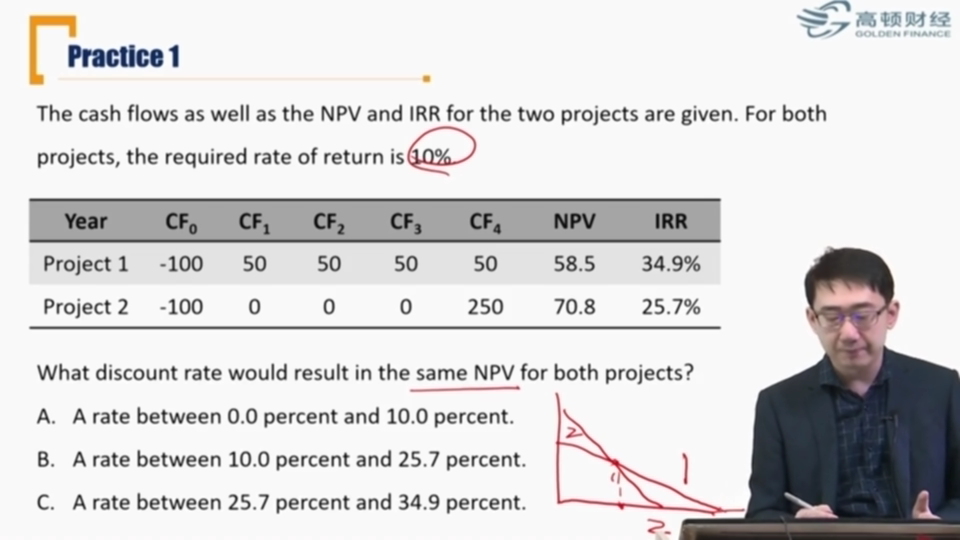 高顿财经
GOLDEN FINANCE
Practice 1
The cash flows as well as the NPV and IRR for the two projects are given. For both
projects, the required rate of return is 10%
Year CF₀ CF₁ CF₂ CF₃ CF₄ NPV IRR
Project 1 -100 50 50 50 50 58.5 34.9%
Project 2 -100 0 0 0 250 70.8 25.7%
What discount rate would result in the same NPV for both projects?
A. A rate between 0.0 percent and 10.0 percent.
B. A rate between 10.0 percent and 25.7 percent.
C. A rate between 25.7 percent and 34.9 percent.
2
1
2